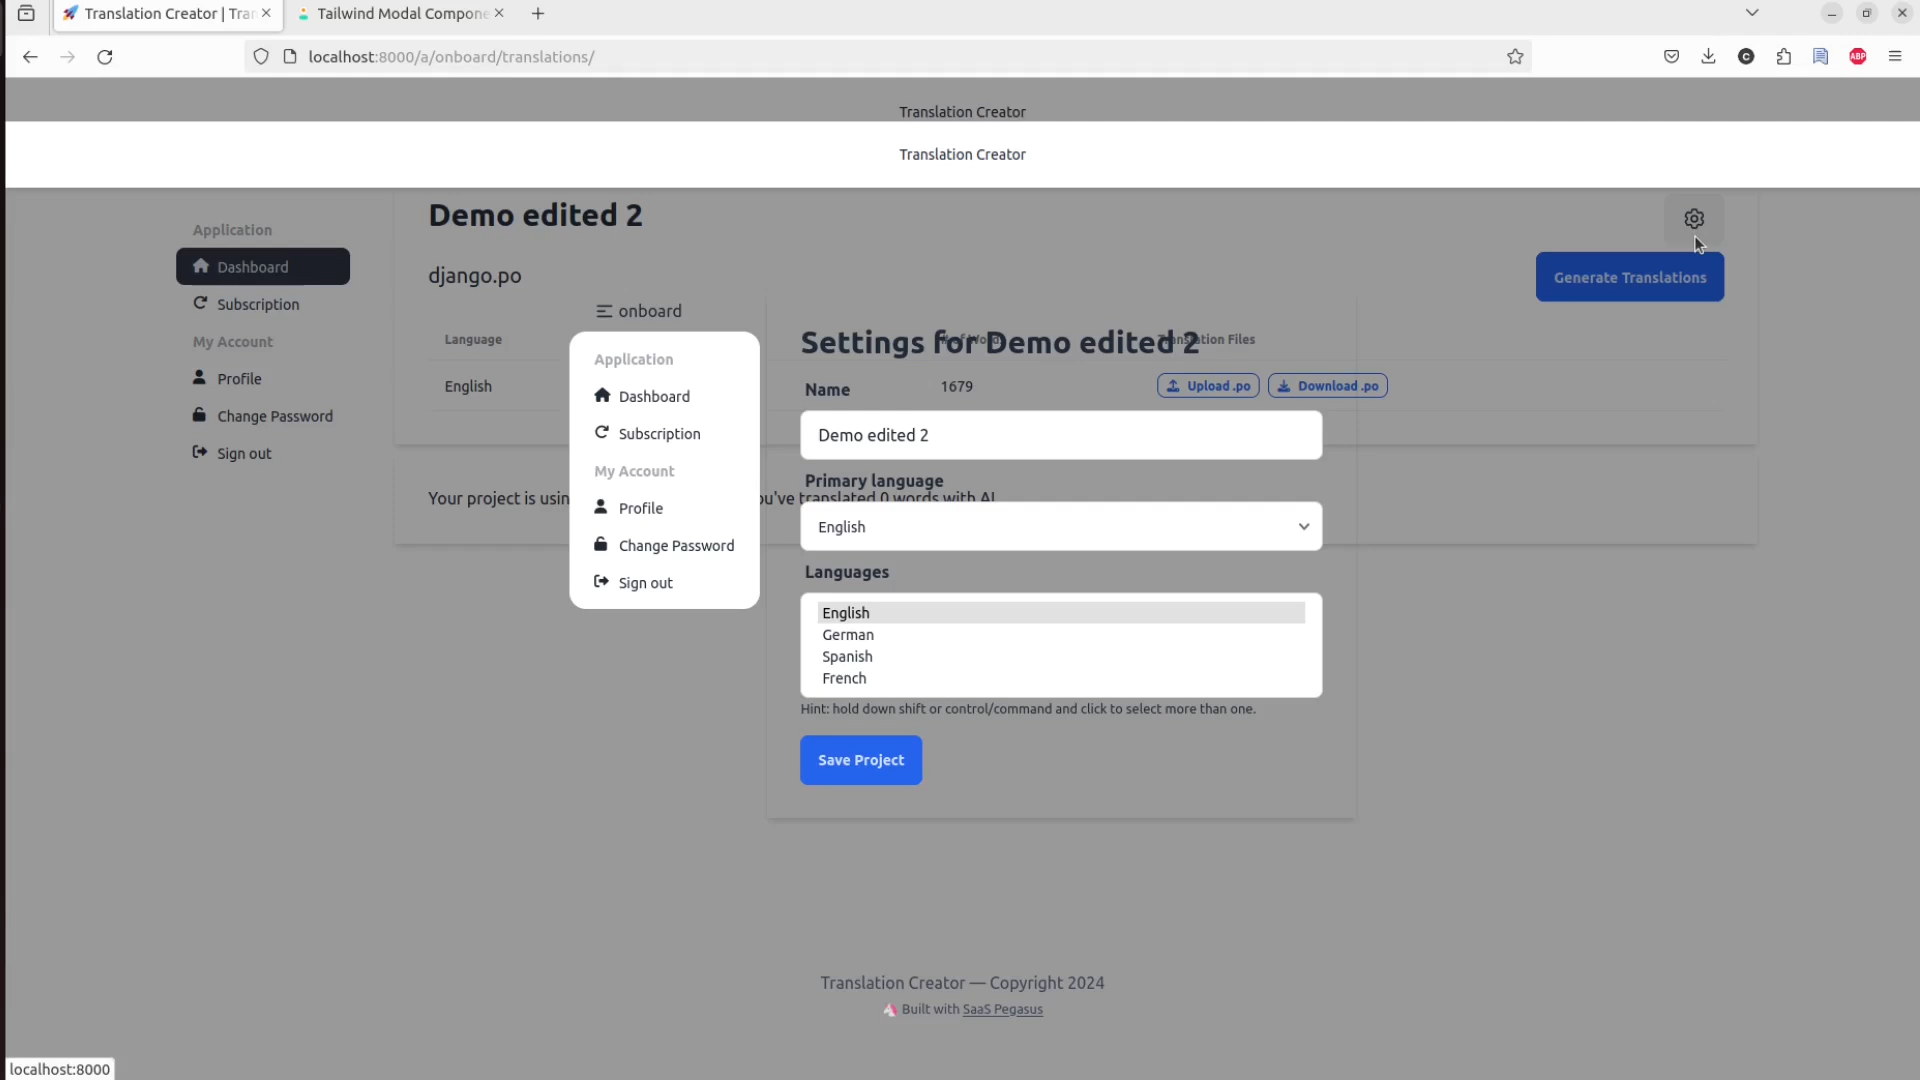 Translation Creator | Tran
Tailwind Modal Compone
localhost:8000/a/onboard/translations/
C
ABP
Translation Creator
Translation Creator
Demo edited 2
django.po
Generate Translations
Application
Dashboard
Subscription
My Account
Profile
Change Password
Sign out
onboard
Application
Dashboard
Subscription
My Account
Profile
Change Password
Sign out
Language
Translation Files
English
1679
Upload .po
Download .po
Your project is usin
ou've translated 0 words with AI
Settings for Demo edited 2
Name
Demo edited 2
Primary language
English
Languages
English
German
Spanish
French
Hint: hold down shift or control/command and click to select more than one.
Save Project
Translation Creator — Copyright 2024
Built with SaaS Pegasus
localhost:8000